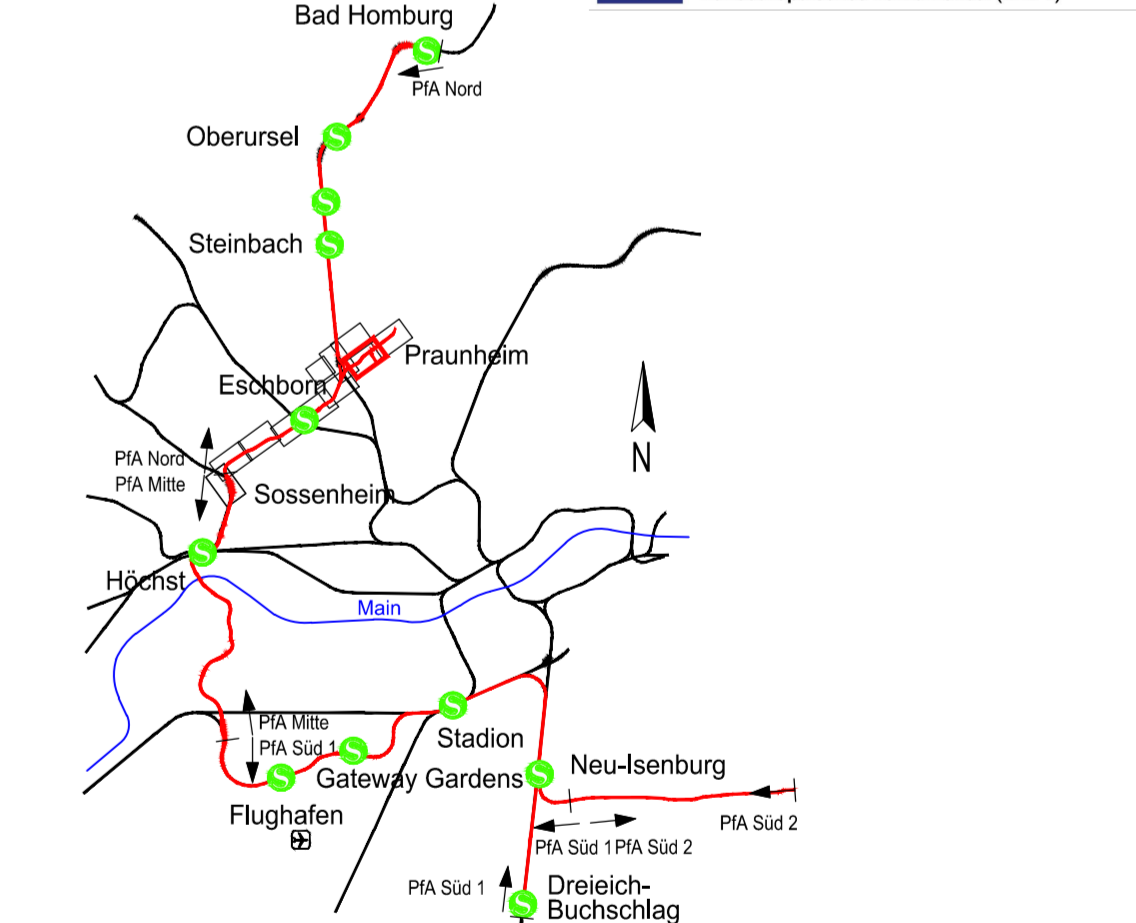 Bad Homburg
PfA Nord
Oberursel
Steinbach
Praunheim
Eschborn
N
PfA Nord
PfA Mitte
Sossenheim
Höchst
Main
PfA Mitte
PfA Süd 1
Stadion
Gateway Gardens
Neu-Isenburg
Flughafen
PfA Süd 2
PfA Süd 1 PfA Süd 2
PfA Süd 1
Dreieich-
Buchschlag